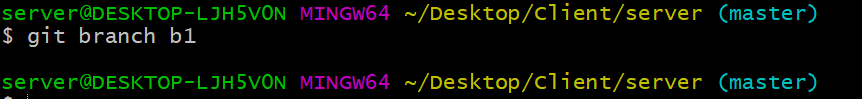 server@DESKTOP-LJH5V0N MINGW64 ~/Desktop/Client/server (master)
$ git branch b1
server@DESKTOP-LJH5V0N MINGW64 ~/Desktop/Client/server (master)
$